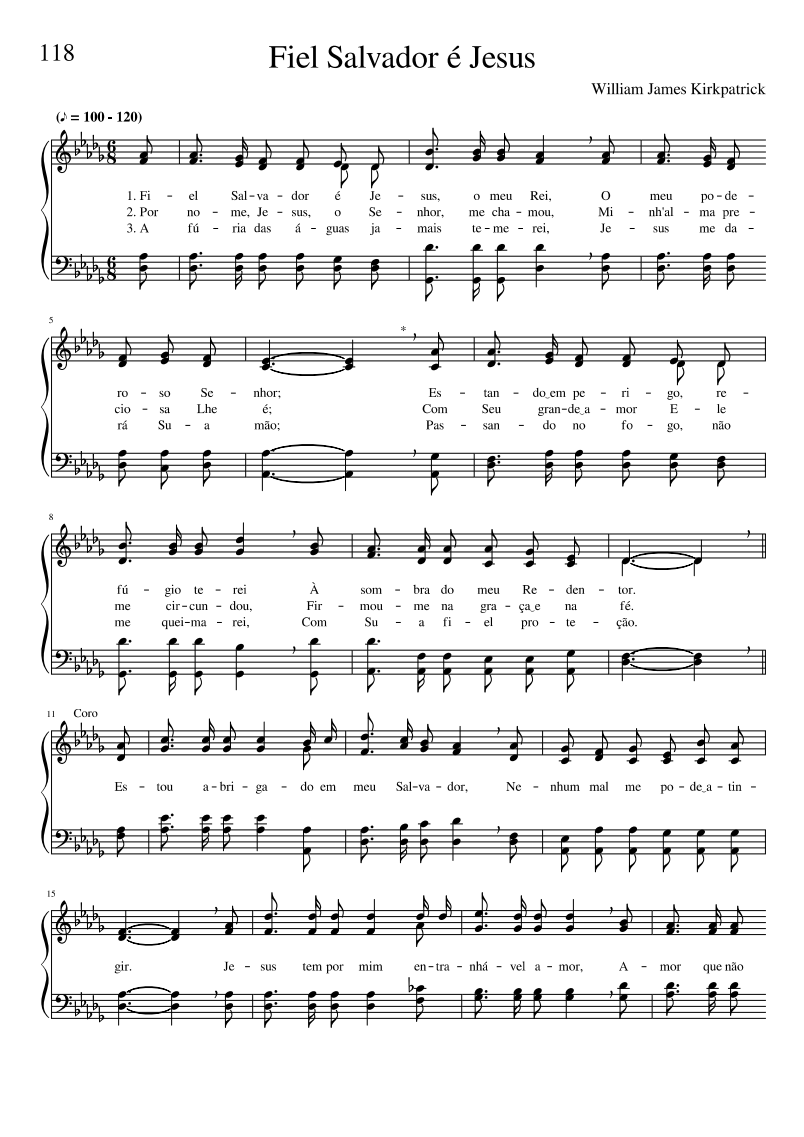 118
Fiel Salvador é Jesus
William James Kirkpatrick
(♪ = 100 - 120)
1. Fi - el Sal - va - dor é Je - sus, o meu Rei, O meu po - de -
2. Por no - me, Je - sus, o Se - nhor, me cha - mou, Mi - nh'al - ma pre -
3. A fú - ria das á - guas ja - mais te - me - rei, Je - sus me da -
5
*
ro - so Se - nhor; Es - tan - do_em pe - ri - go, re -
cio - sa Lhe é; Com Seu gran - de_a - mor E - le
rá Su - a mão; Pas - san - do no fo - go, não
8
fú - gio te - rei À som - bra do meu Re - den - tor.
me cir - cun - dou, Fir - mou - me na gra - ça_e na fé.
me quei - ma - rei, Com Su - a fi - el pro - te - ção.
11 Coro
Es - tou a - bri - ga - do em meu Sal - va - dor, Ne - nhum mal me po - de_a - tin -
15
gir. Je - sus tem por mim en - tra - nhá - vel a - mor, A - mor que não